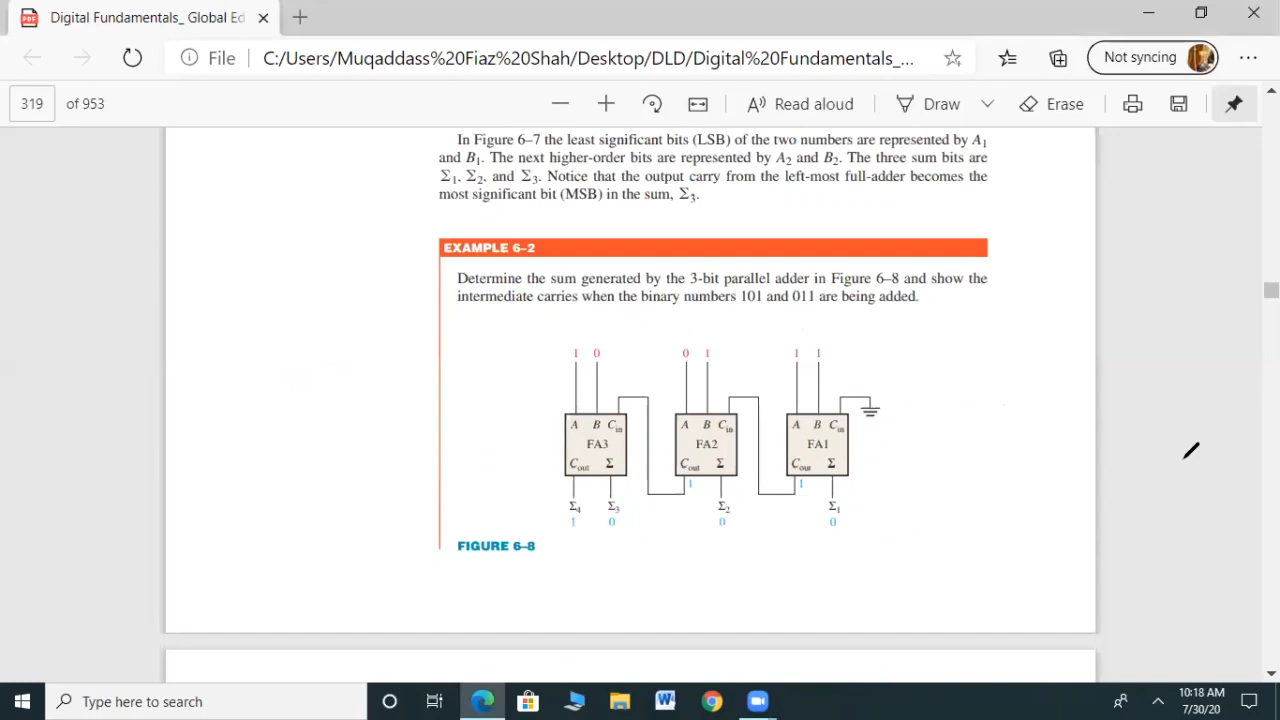 Digital Fundamentals_ Global Ed
File C:/Users/Muqaddass%20Fiaz%20Shah/Desktop/DLD/Digital%20Fundamentals_... Not syncing
319 of 953 Read aloud Draw Erase
In Figure 6–7 the least significant bits (LSB) of the two numbers are represented by A1
and B1. The next higher-order bits are represented by A2 and B2. The three sum bits are
Σ1, Σ2, and Σ3. Notice that the output carry from the left-most full-adder becomes the
most significant bit (MSB) in the sum, Σ3.
EXAMPLE 6–2
Determine the sum generated by the 3-bit parallel adder in Figure 6–8 and show the
intermediate carries when the binary numbers 101 and 011 are being added.
1 0 0 1 1 1
A B Cin A B Cin A B Cin
FA3 FA2 FA1
Cout Σ Cout Σ Cout Σ
1 1
Σ4 Σ3 Σ2 Σ1
1 0 0 0
FIGURE 6–8
Type here to search
10:18 AM
7/30/20